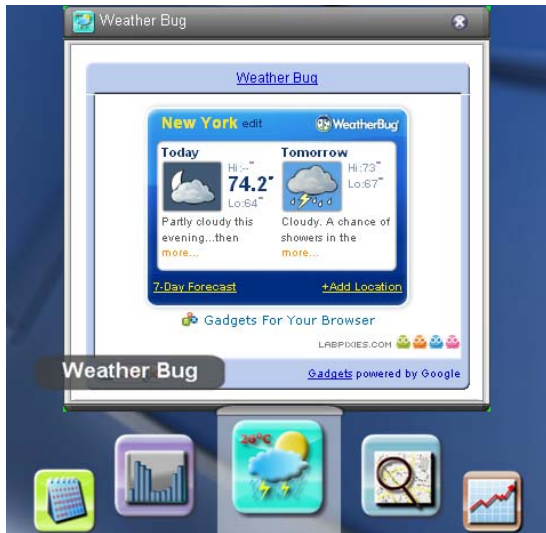 Weather Bug
Weather Bug
New York edit WeatherBug
Today Tomorrow
Hi:--° Hi:73°
74.2° Lo:67°
Lo:64°
Partly cloudy this Cloudy. A chance of
evening...then showers in the
more... more...
7-Day Forecast +Add Location
Gadgets For Your Browser
LABPIXIES.COM
Weather Bug
Gadgets powered by Google
26°C